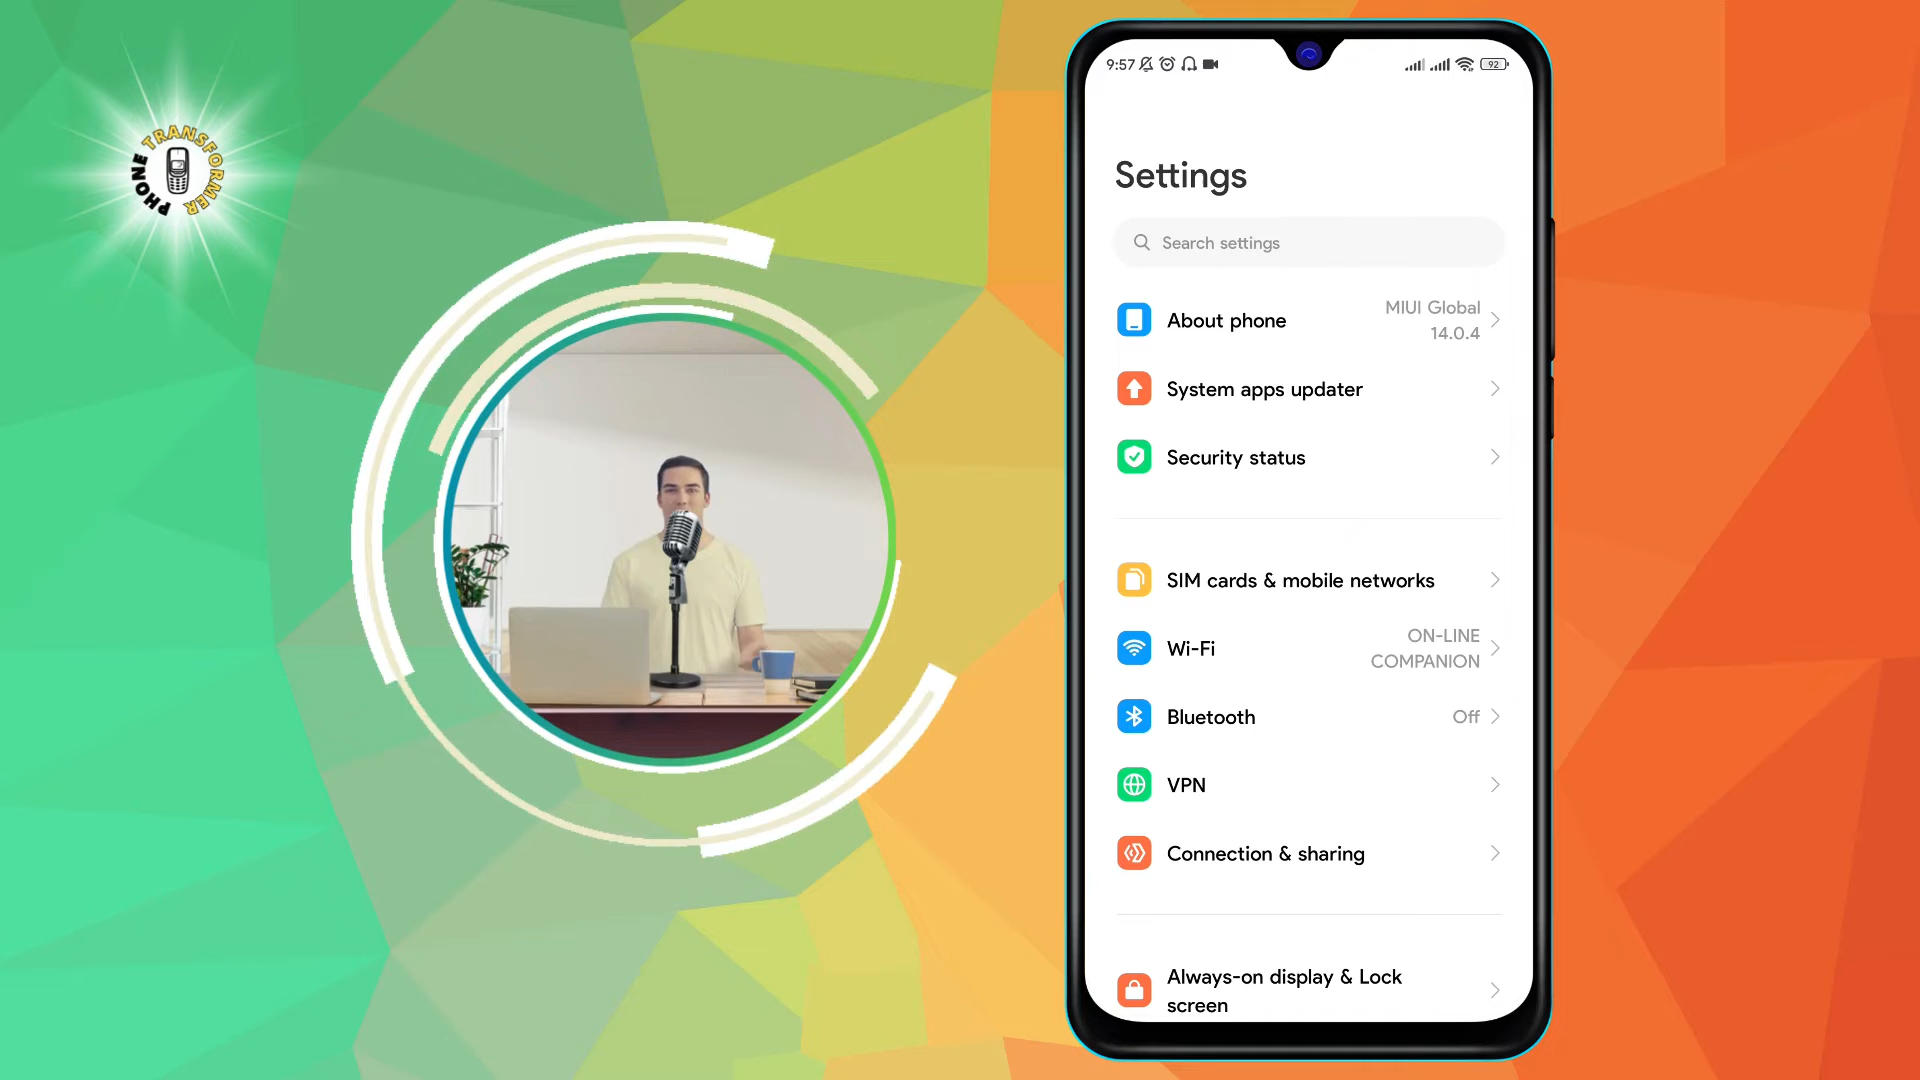 PHONE TRANSFORMER
9:57
92
Settings
Search settings
About phone
MIUI Global
14.0.4
System apps updater
Security status
SIM cards & mobile networks
Wi-Fi
ON-LINE
COMPANION
Bluetooth
Off
VPN
Connection & sharing
Always-on display & Lock
screen